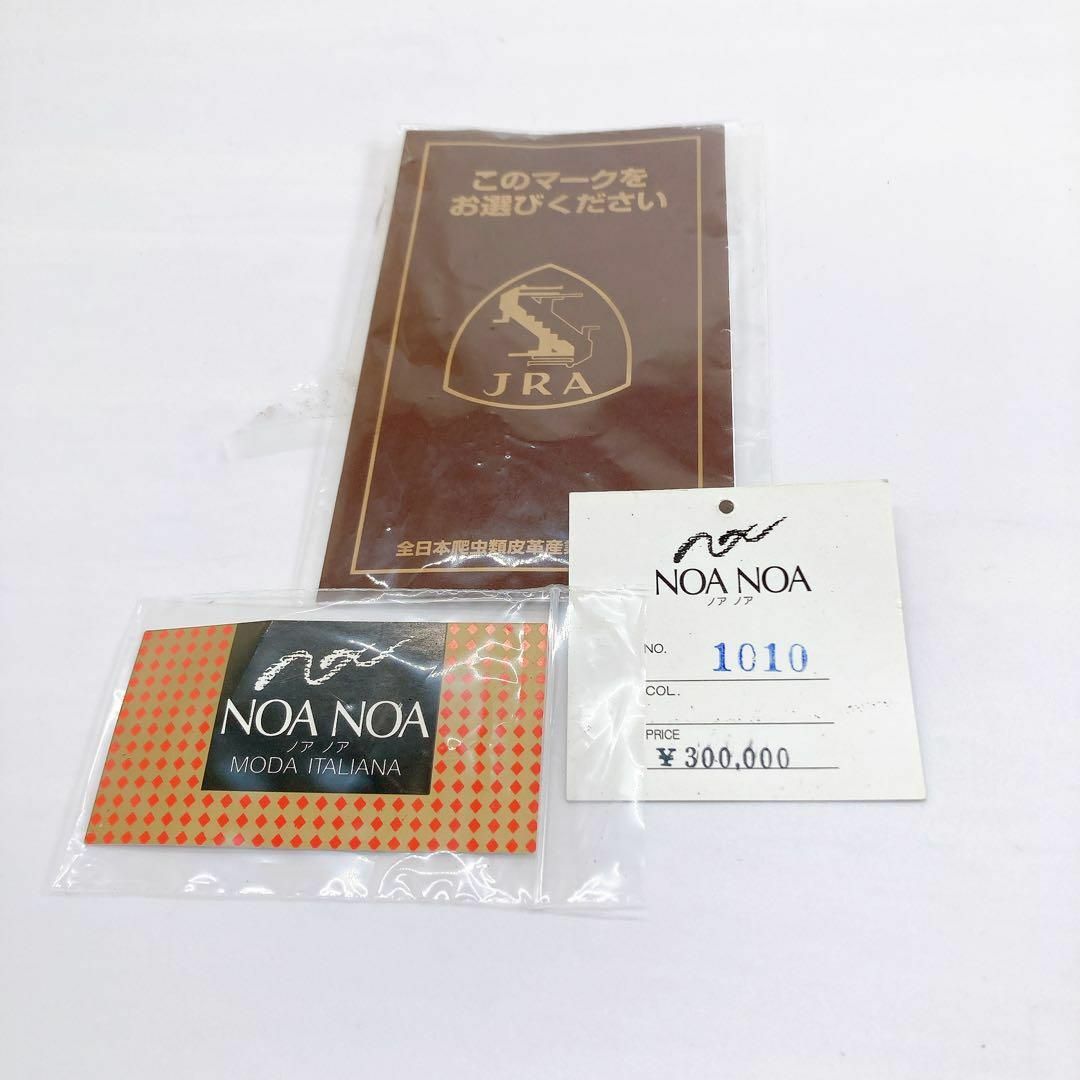 このマークを
お選びください
JRA
全日本爬虫類皮革産
NOA NOA
ノア ノア
NO. 1010
COL.
PRICE
¥300,000
NOA NOA
ノア ノア
MODA ITALIANA